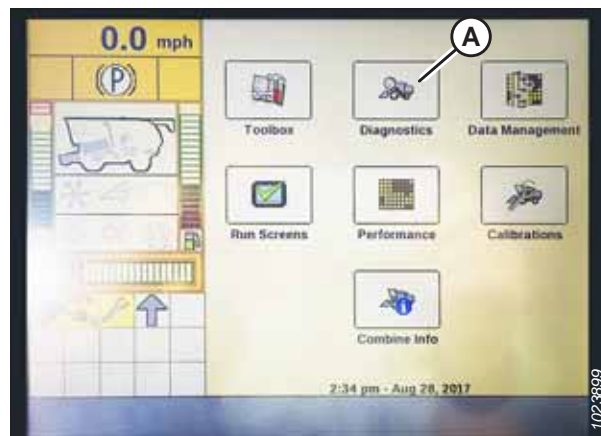 0.0 mph
A
(P)
Toolbox
Diagnostics
Data Management
Run Screens
Performance
Calibrations
Combine Info
2:34 pm - Aug 28, 2017
1023899